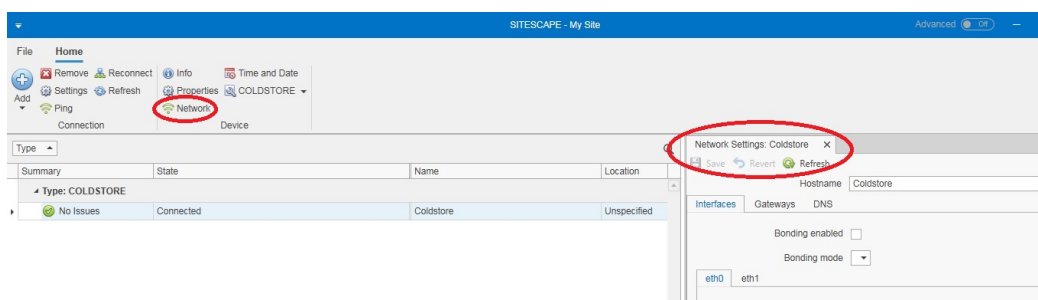 SITESCAPE - My Site
Advanced Off
File Home
Add
Remove Reconnect
Settings Refresh
Ping
Connection
Info Time and Date
Properties COLDSTORE
Network
Device
Type
Summary State Name Location
Type: COLDSTORE
No Issues Connected Coldstore Unspecified
Network Settings: Coldstore
Save Revert Refresh
Hostname Coldstore
Interfaces Gateways DNS
Bonding enabled
Bonding mode
eth0 eth1